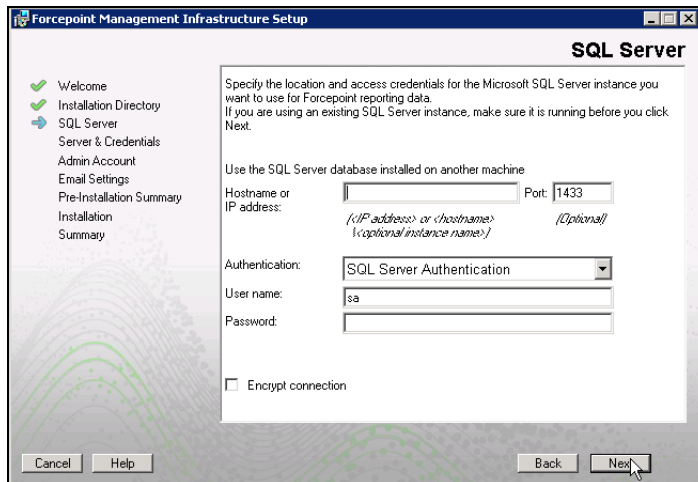 Forcepoint Management Infrastructure Setup
SQL Server
Welcome
Installation Directory
SQL Server
Server & Credentials
Admin Account
Email Settings
Pre-Installation Summary
Installation
Summary
Specify the location and access credentials for the Microsoft SQL Server instance you
want to use for Forcepoint reporting data.
If you are using an existing SQL Server instance, make sure it is running before you click
Next.
Use the SQL Server database installed on another machine
Hostname or
IP address:
Port: 1433
(<IP address> or <hostname>
\<optional instance name>)
(Optional)
Authentication: SQL Server Authentication
User name: sa
Password:
Encrypt connection
Cancel Help Back Next